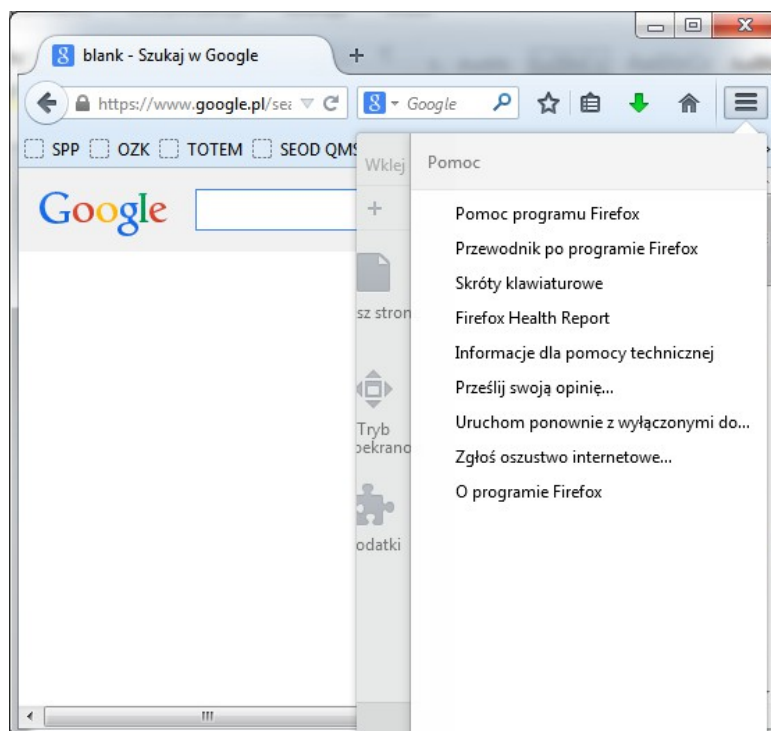 blank - Szukaj w Google
https://www.google.pl/sea
Google
SPP OZK TOTEM SEOD QMS
Google
Wklej
Pomoc
Pomoc programu Firefox
Przewodnik po programie Firefox
Skróty klawiaturowe
sz stron
Firefox Health Report
Informacje dla pomocy technicznej
Prześlij swoją opinię...
Tryb
Uruchom ponownie z wyłączonymi do...
pekrano
Zgłoś oszustwo internetowe...
O programie Firefox
odatki